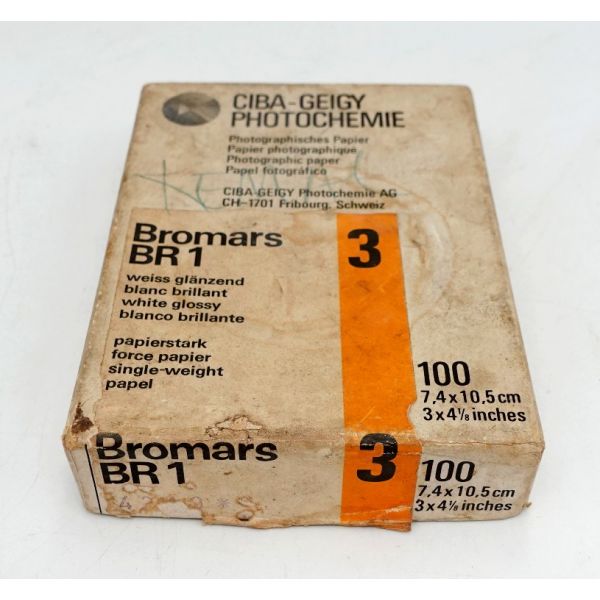 CIBA-GEIGY
PHOTOCHEMIE
Photographisches Papier
Papier photographique
Photographic paper
Papel fotográfico
CIBA-GEIGY Photochemie AG
CH-1701 Fribourg. Schweiz
Bromars
BR 1
3
weiss glänzend
blanc brillant
white glossy
blanco brillante
papierstark
force papier
single-weight
papel
100
7,4 x 10,5 cm
3 x 4⅛ inches
Bromars
BR 1
3
100
7,4 x 10,5 cm
3 x 4⅛ inches